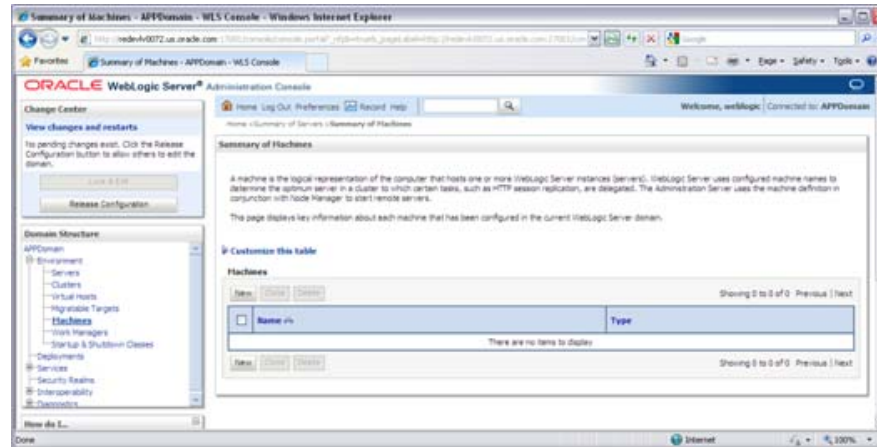 Summary of Machines - APPDomain - WLS Console - Windows Internet Explorer
redevlv0072.us.oracle.com
Favorites
Summary of Machines - APPDomain - WLS Console
Page
Safety
Tools
ORACLE WebLogic Server® Administration Console
Change Center
View changes and restarts
No pending changes exist. Click the Release Configuration button to allow others to edit the domain.
Lock & Edit
Release Configuration
Domain Structure
APPDomain
Environment
Servers
Clusters
Virtual Hosts
Migratable Targets
Machines
Work Managers
Startup & Shutdown Classes
Deployments
Services
Security Realms
Interoperability
Diagnostics
How do I...
Home Log Out Preferences Record Help
Welcome, weblogic Connected to: APPDomain
Home >Summary of Servers >Summary of Machines
Summary of Machines
A machine is the logical representation of the computer that hosts one or more WebLogic Server instances (servers). WebLogic Server uses configured machine names to
determine the optimum server in a cluster to which certain tasks, such as HTTP session replication, are delegated. The Administration Server uses the machine definition in
conjunction with Node Manager to start remote servers.
This page displays key information about each machine that has been configured in the current WebLogic Server domain.
Customize this table
Machines
New Clone Delete
Showing 0 to 0 of 0 Previous | Next
Name
Type
There are no items to display
New Clone Delete
Showing 0 to 0 of 0 Previous | Next
Done
Internet
100%